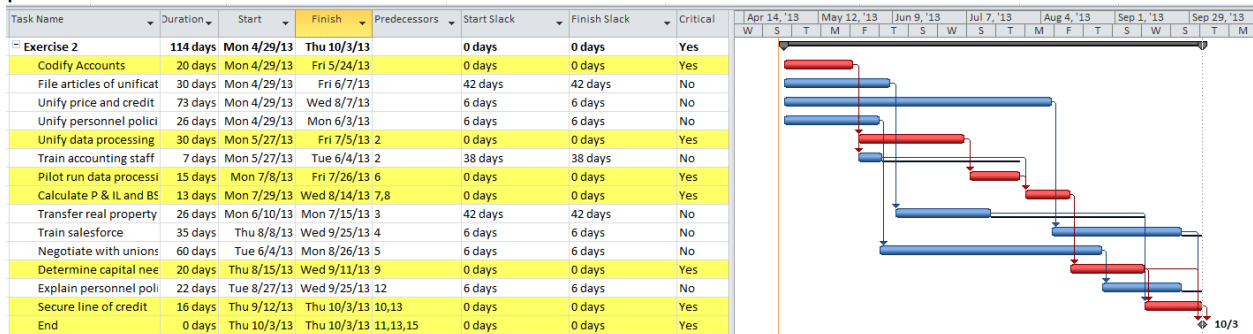 Task Name Duration Start Finish Predecessors Start Slack Finish Slack Critical Apr 14, '13 May 12, '13 Jun 9, '13 Jul 7, '13 Aug 4, '13 Sep 1, '13 Sep 29, '13
W S T M F T S W S T M F T S W S T M
Exercise 2 114 days Mon 4/29/13 Thu 10/3/13 0 days 0 days Yes
Codify Accounts 20 days Mon 4/29/13 Fri 5/24/13 0 days 0 days Yes
File articles of unificat 30 days Mon 4/29/13 Fri 6/7/13 42 days 42 days No
Unify price and credit 73 days Mon 4/29/13 Wed 8/7/13 6 days 6 days No
Unify personnel polici 26 days Mon 4/29/13 Mon 6/3/13 6 days 6 days No
Unify data processing 30 days Mon 5/27/13 Fri 7/5/13 2 0 days 0 days Yes
Train accounting staff 7 days Mon 5/27/13 Tue 6/4/13 2 38 days 38 days No
Pilot run data processi 15 days Mon 7/8/13 Fri 7/26/13 6 0 days 0 days Yes
Calculate P & IL and BS 13 days Mon 7/29/13 Wed 8/14/13 7,8 0 days 0 days Yes
Transfer real property 26 days Mon 6/10/13 Mon 7/15/13 3 42 days 42 days No
Train salesforce 35 days Thu 8/8/13 Wed 9/25/13 4 6 days 6 days No
Negotiate with unions 60 days Tue 6/4/13 Mon 8/26/13 5 6 days 6 days No
Determine capital nee 20 days Thu 8/15/13 Wed 9/11/13 9 0 days 0 days Yes
Explain personnel poli 22 days Tue 8/27/13 Wed 9/25/13 12 6 days 6 days No
Secure line of credit 16 days Thu 9/12/13 Thu 10/3/13 10,13 0 days 0 days Yes
End 0 days Thu 10/3/13 Thu 10/3/13 11,13,15 0 days 0 days Yes 10/3